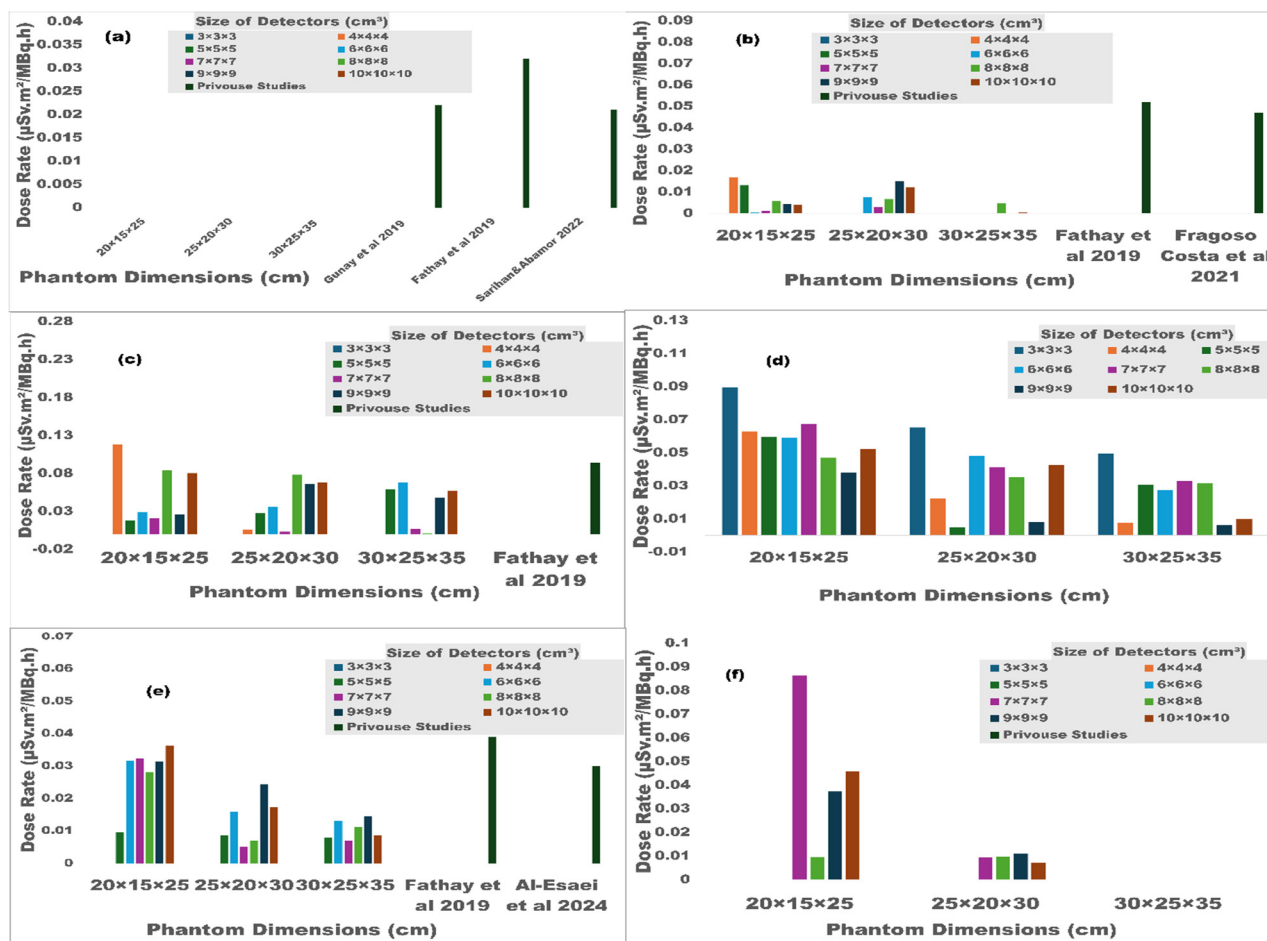 (a)
Size of Detectors (cm³)
3×3×3 4×4×4
5×5×5 6×6×6
7×7×7 8×8×8
9×9×9 10×10×10
Privouse Studies
Dose Rate (µSv.m²/MBq.h)
0.04
0.035
0.03
0.025
0.02
0.015
0.01
0.005
0
20×15×25 25×20×30 30×25×35 Gunay et al 2019 Fathay et al 2019 Sarihan&Abamor 2022
Phantom Dimensions (cm)
(b)
Size of Detectors (cm³)
3×3×3 4×4×4
5×5×5 6×6×6
7×7×7 8×8×8
9×9×9 10×10×10
Privouse Studies
Dose Rate (µSv.m²/MBq.h)
0.09
0.08
0.07
0.06
0.05
0.04
0.03
0.02
0.01
0
20×15×25 25×20×30 30×25×35 Fathay et Fragoso
al 2019 Costa et al
2021
Phantom Dimensions (cm)
(c)
Size of Detectors (cm³)
3×3×3 4×4×4
5×5×5 6×6×6
7×7×7 8×8×8
9×9×9 10×10×10
Privouse Studies
Dose Rate (µSv.m²/MBq.h)
0.28
0.23
0.18
0.13
0.08
0.03
-0.02
20×15×25 25×20×30 30×25×35 Fathay et
al 2019
Phantom Dimensions (cm)
(d)
Size of Detectors (cm³)
3×3×3 4×4×4 5×5×5
6×6×6 7×7×7 8×8×8
9×9×9 10×10×10
Dose Rate (µSv.m²/MBq.h)
0.13
0.11
0.09
0.07
0.05
0.03
0.01
-0.01
20×15×25 25×20×30 30×25×35
Phantom Dimensions (cm)
(e)
Size of Detectors (cm³)
3×3×3 4×4×4
5×5×5 6×6×6
7×7×7 8×8×8
9×9×9 10×10×10
Privouse Studies
Dose Rate (µSv.m²/MBq.h)
0.07
0.06
0.05
0.04
0.03
0.02
0.01
0
20×15×25 25×20×30 30×25×35 Fathay et Al-Esaei
al 2019 et al 2024
Phantom Dimensions (cm)
(f)
Size of Detectors (cm³)
3×3×3 4×4×4
5×5×5 6×6×6
7×7×7 8×8×8
9×9×9 10×10×10
Privouse Studies
Dose Rate (µSv.m²/MBq.h)
0.1
0.09
0.08
0.07
0.06
0.05
0.04
0.03
0.02
0.01
0
20×15×25 25×20×30 30×25×35
Phantom Dimensions (cm)